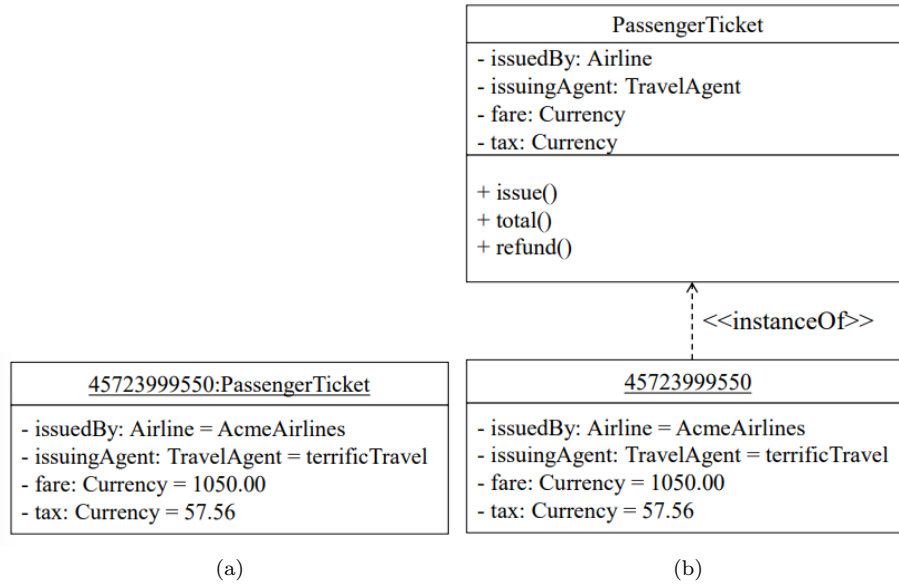 PassengerTicket
- issuedBy: Airline
- issuingAgent: TravelAgent
- fare: Currency
- tax: Currency
+ issue()
+ total()
+ refund()
<<instanceOf>>
45723999550:PassengerTicket
- issuedBy: Airline = AcmeAirlines
- issuingAgent: TravelAgent = terrificTravel
- fare: Currency = 1050.00
- tax: Currency = 57.56
45723999550
- issuedBy: Airline = AcmeAirlines
- issuingAgent: TravelAgent = terrificTravel
- fare: Currency = 1050.00
- tax: Currency = 57.56
(a)
(b)